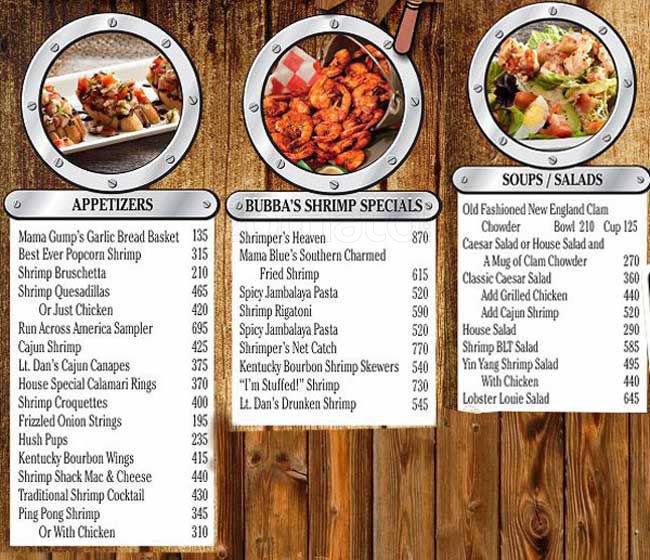 APPETIZERS
Mama Gump's Garlic Bread Basket 135
Best Ever Popcorn Shrimp 315
Shrimp Bruschetta 210
Shrimp Quesadillas 465
Or Just Chicken 420
Run Across America Sampler 695
Cajun Shrimp 425
Lt. Dan's Cajun Canapes 375
House Special Calamari Rings 370
Shrimp Croquettes 400
Frizzled Onion Strings 195
Hush Pups 235
Kentucky Bourbon Wings 415
Shrimp Shack Mac & Cheese 440
Traditional Shrimp Cocktail 430
Ping Pong Shrimp 345
Or With Chicken 310
BUBBA'S SHRIMP SPECIALS
Shrimper's Heaven 870
Mama Blue's Southern Charmed
Fried Shrimp 615
Spicy Jambalaya Pasta 520
Shrimp Rigatoni 590
Spicy Jambalaya Pasta 520
Shrimper's Net Catch 770
Kentucky Bourbon Shrimp Skewers 540
“I'm Stuffed!” Shrimp 730
Lt. Dan's Drunken Shrimp 545
SOUPS / SALADS
Old Fashioned New England Clam
Chowder Bowl 210 Cup 125
Caesar Salad or House Salad and
A Mug of Clam Chowder 270
Classic Caesar Salad 360
Add Grilled Chicken 440
Add Cajun Shrimp 520
House Salad 290
Shrimp BLT Salad 585
Yin Yang Shrimp Salad 495
With Chicken 440
Lobster Louie Salad 645